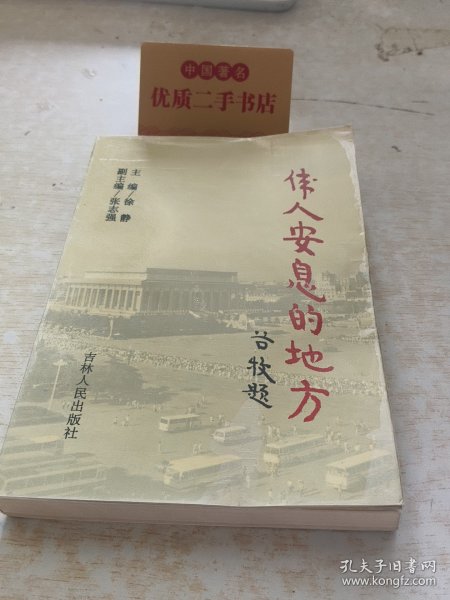 中国著名
优质二手书店
伟人安息的地方
谷牧题
主编/徐静
副主编/张志强
吉林人民出版社
孔夫子旧书网
www.kongfz.com